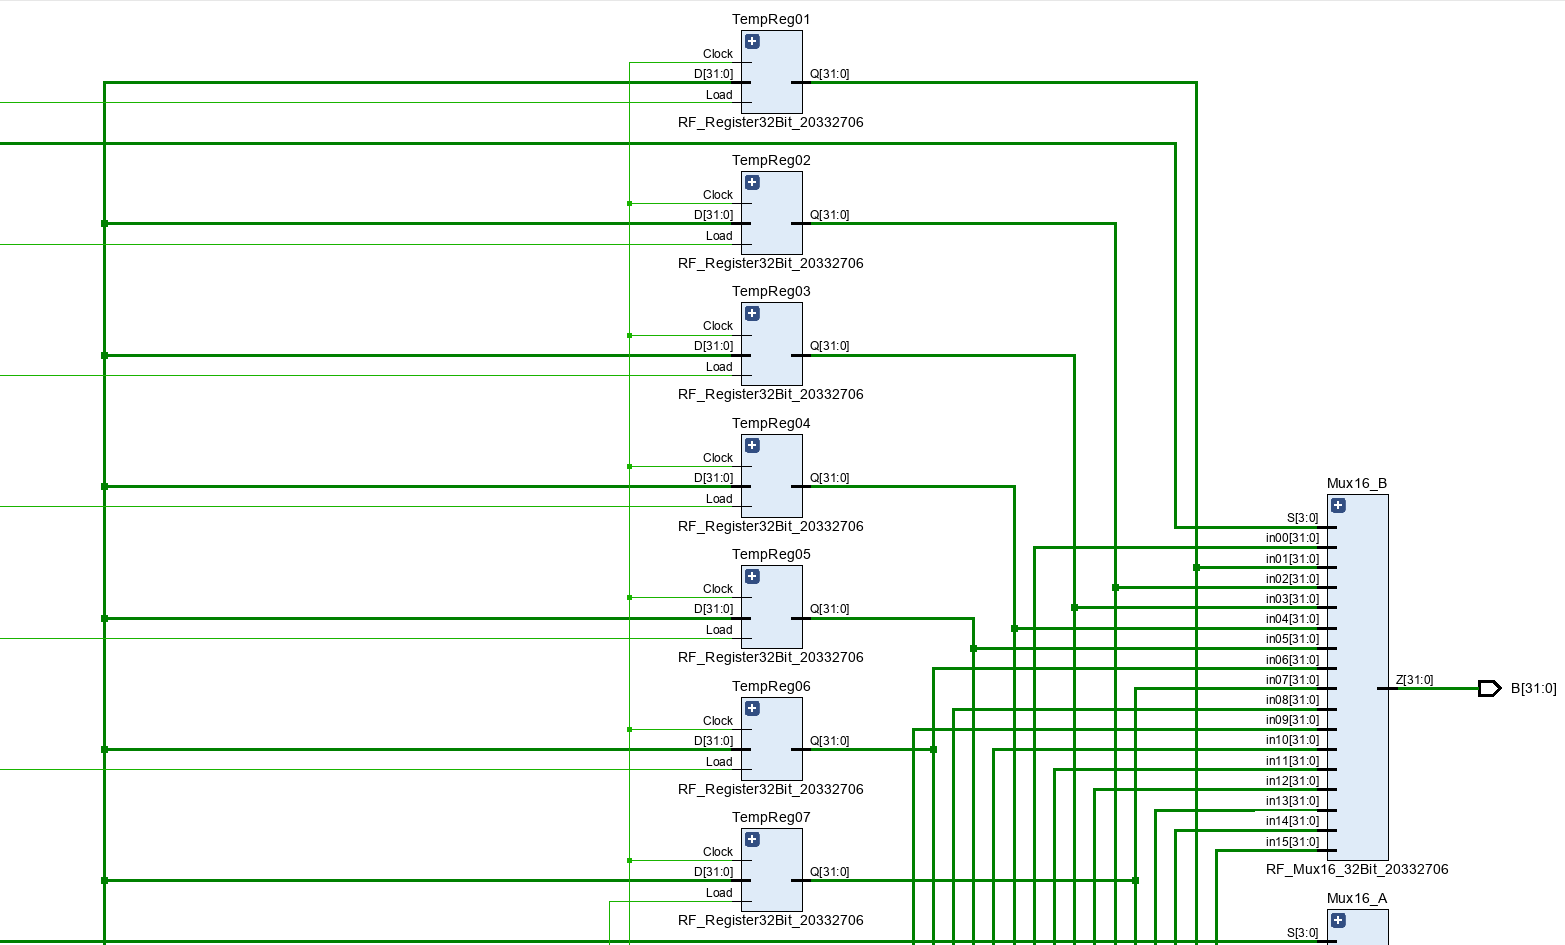 TempReg01
Clock
D[31:0]
Q[31:0]
Load
RF_Register32Bit_20332706
TempReg02
Clock
D[31:0]
Q[31:0]
Load
RF_Register32Bit_20332706
TempReg03
Clock
D[31:0]
Q[31:0]
Load
RF_Register32Bit_20332706
TempReg04
Clock
D[31:0]
Q[31:0]
Load
RF_Register32Bit_20332706
TempReg05
Clock
D[31:0]
Q[31:0]
Load
RF_Register32Bit_20332706
TempReg06
Clock
D[31:0]
Q[31:0]
Load
RF_Register32Bit_20332706
TempReg07
Clock
D[31:0]
Q[31:0]
Load
RF_Register32Bit_20332706
Mux16_B
S[3:0]
in00[31:0]
in01[31:0]
in02[31:0]
in03[31:0]
in04[31:0]
in05[31:0]
in06[31:0]
in07[31:0]
in08[31:0]
in09[31:0]
in10[31:0]
in11[31:0]
in12[31:0]
in13[31:0]
in14[31:0]
in15[31:0]
Z[31:0]
B[31:0]
RF_Mux16_32Bit_20332706
Mux16_A
S[3:0]